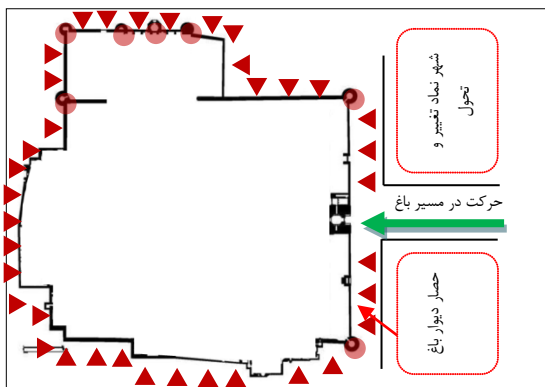 شهر نماد تغییر و
تحول
حرکت در مسیر باغ
حصار دیوار باغ